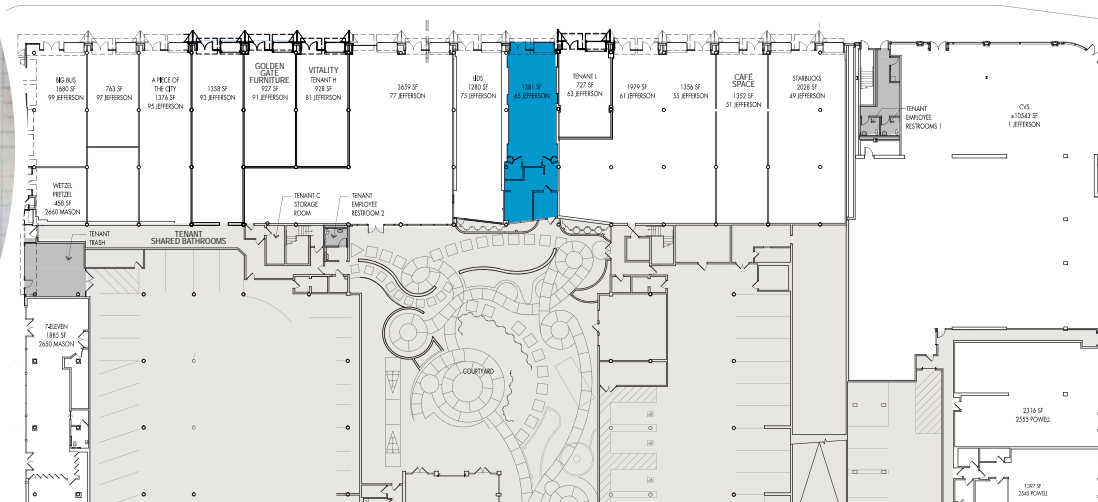 BIG BUS
1680 SF
99 JEFFERSON
763 SF
97 JEFFERSON
A PIECE OF
THE CITY
1376 SF
95 JEFFERSON
1358 SF
93 JEFFERSON
GOLDEN
GATE
FURNITURE
927 SF
91 JEFFERSON
VITALITY
TENANT H
928 SF
81 JEFFERSON
3659 SF
77 JEFFERSON
LIDS
1280 SF
75 JEFFERSON
1381 SF
65 JEFFERSON
TENANT L
727 SF
63 JEFFERSON
1979 SF
61 JEFFERSON
1356 SF
55 JEFFERSON
CAFÉ
SPACE
1352 SF
51 JEFFERSON
STARBUCKS
2028 SF
49 JEFFERSON
TENANT
EMPLOYEE
RESTROOMS 1
CVS
±10543 SF
1 JEFFERSON
WETZEL
PRETZEL
458 SF
2660 MASON
TENANT C
STORAGE
ROOM
TENANT
EMPLOYEE
RESTROOM 2
TENANT
TRASH
TENANT
SHARED BATHROOMS
7-ELEVEN
1885 SF
2650 MASON
COURTYARD
2316 SF
2555 POWELL
1397 SF
2545 POWELL